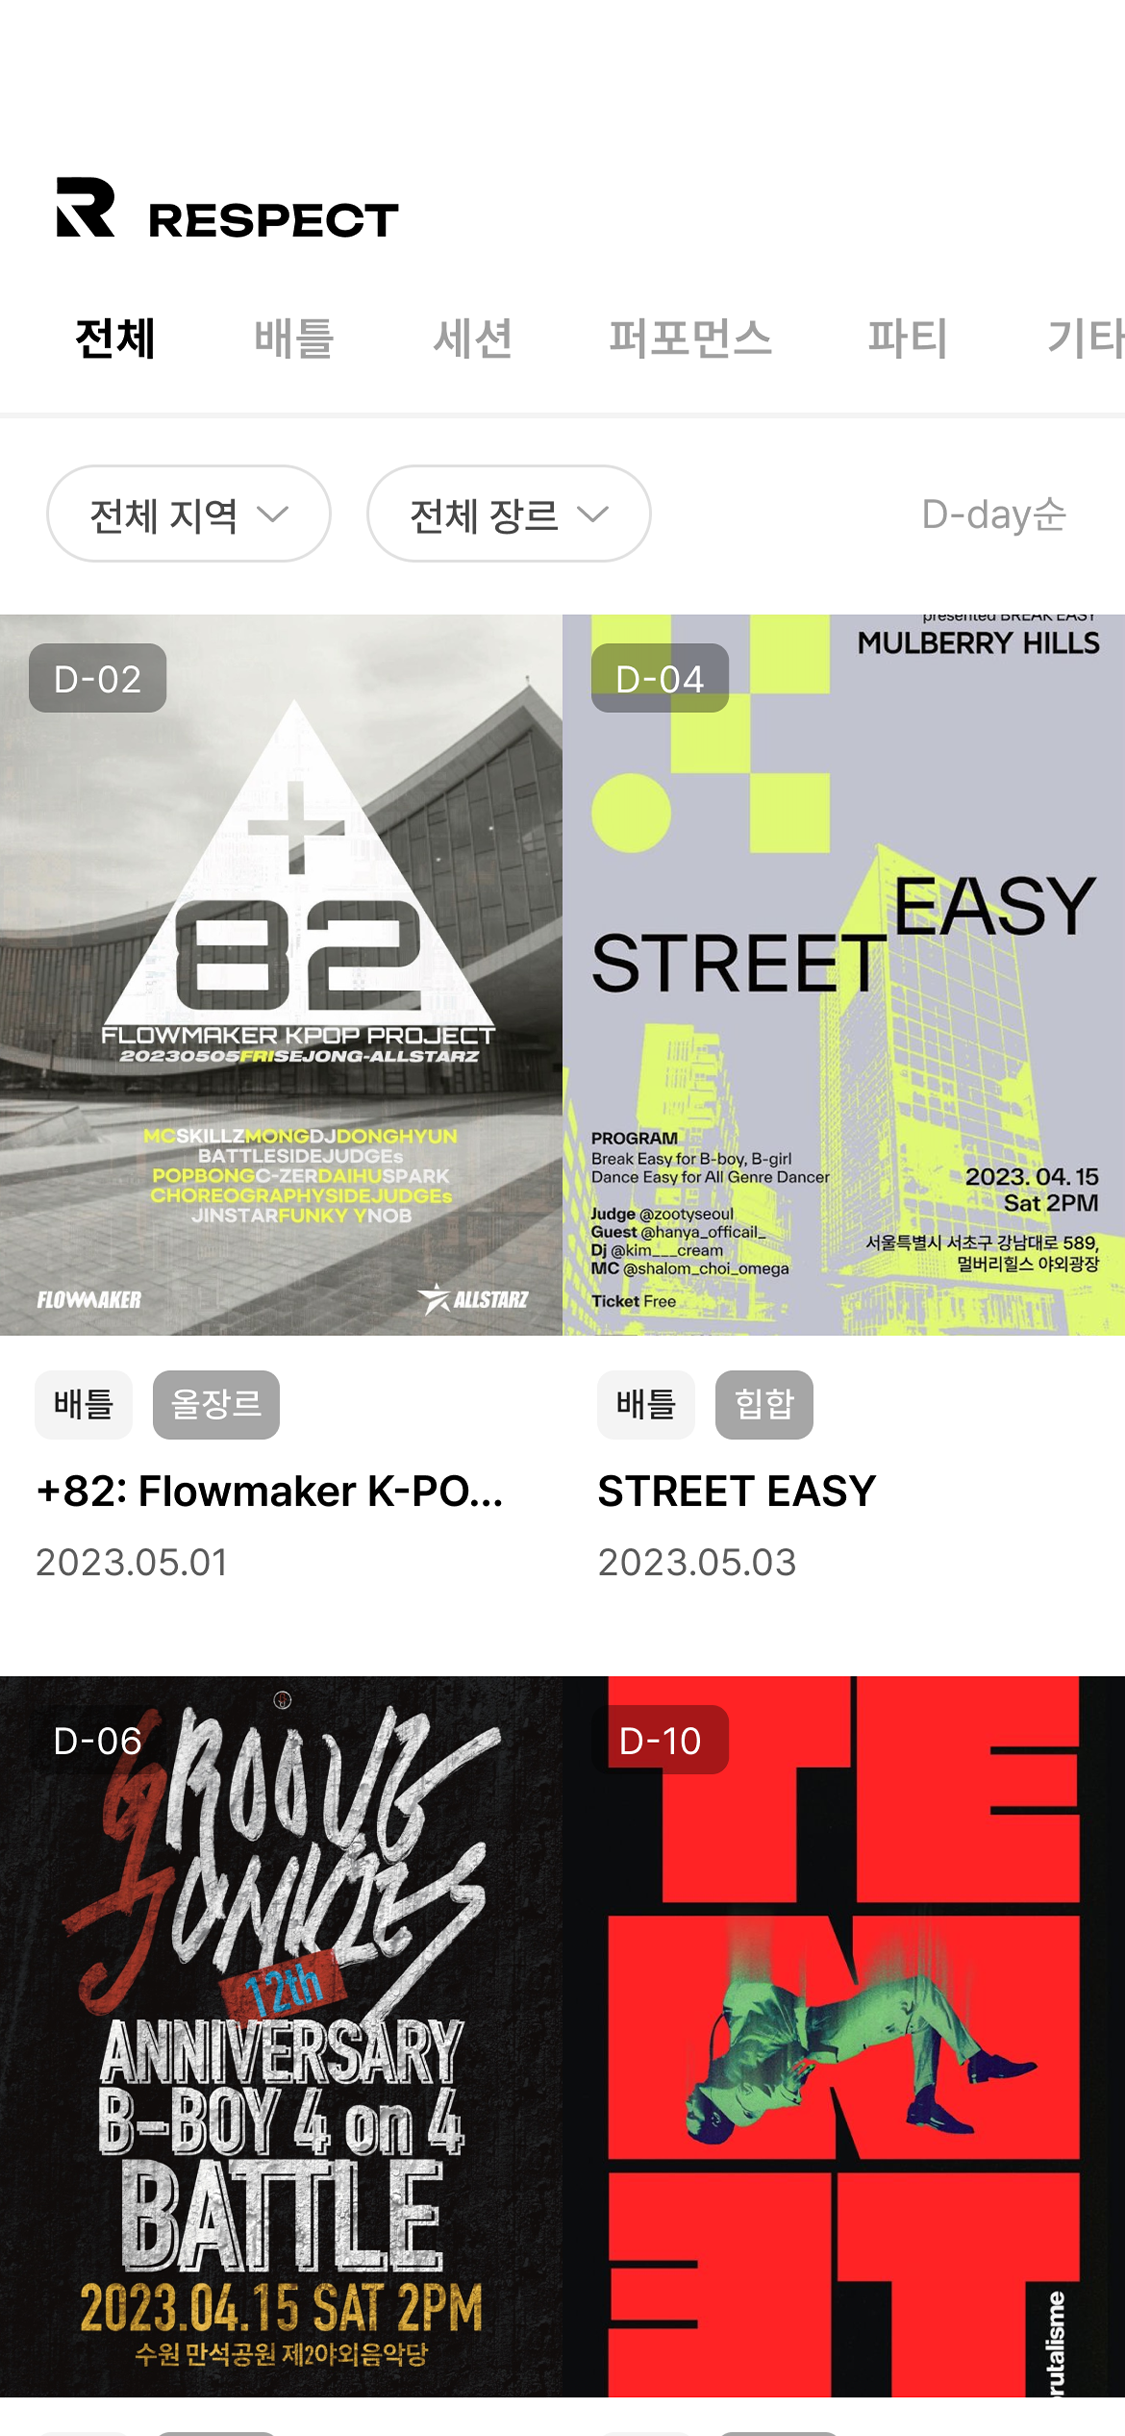 RESPECT
전체 배틀 세션 퍼포먼스 파티 기타
전체 지역 전체 장르 D-day순
D-02
+
82
FLOWMAKER KPOP PROJECT
20230505FRISEJONG-ALLSTARZ
MCSKILLZMONGDJDONGHYUN
BATTLESIDEJUDGEs
POPBONGC-ZERDAIHUSPARK
CHOREOGRAPHYSIDEJUDGEs
JINSTARFUNKY YNOB
FLOWMAKER ALLSTARZ
D-04
presented BREAK EASY
MULBERRY HILLS
EASY
STREET
PROGRAM
Break Easy for B-boy, B-girl
Dance Easy for All Genre Dancer
Judge @zootyseoul
Guest @hanya_officail_
Dj @kim___cream
MC @shalom_choi_omega
Ticket Free
2023. 04. 15
Sat 2PM
서울특별시 서초구 강남대로 589,
멀버리힐스 야외광장
배틀 올장르
+82: Flowmaker K-PO...
2023.05.01
배틀 힙합
STREET EASY
2023.05.03
D-06
GROOVE
JUNKIES
12th
ANNIVERSARY
B-BOY 4 on 4
BATTLE
2023.04.15 SAT 2PM
수원 만석공원 제2야외음악당
D-10
TE
N
ET
rutalisme